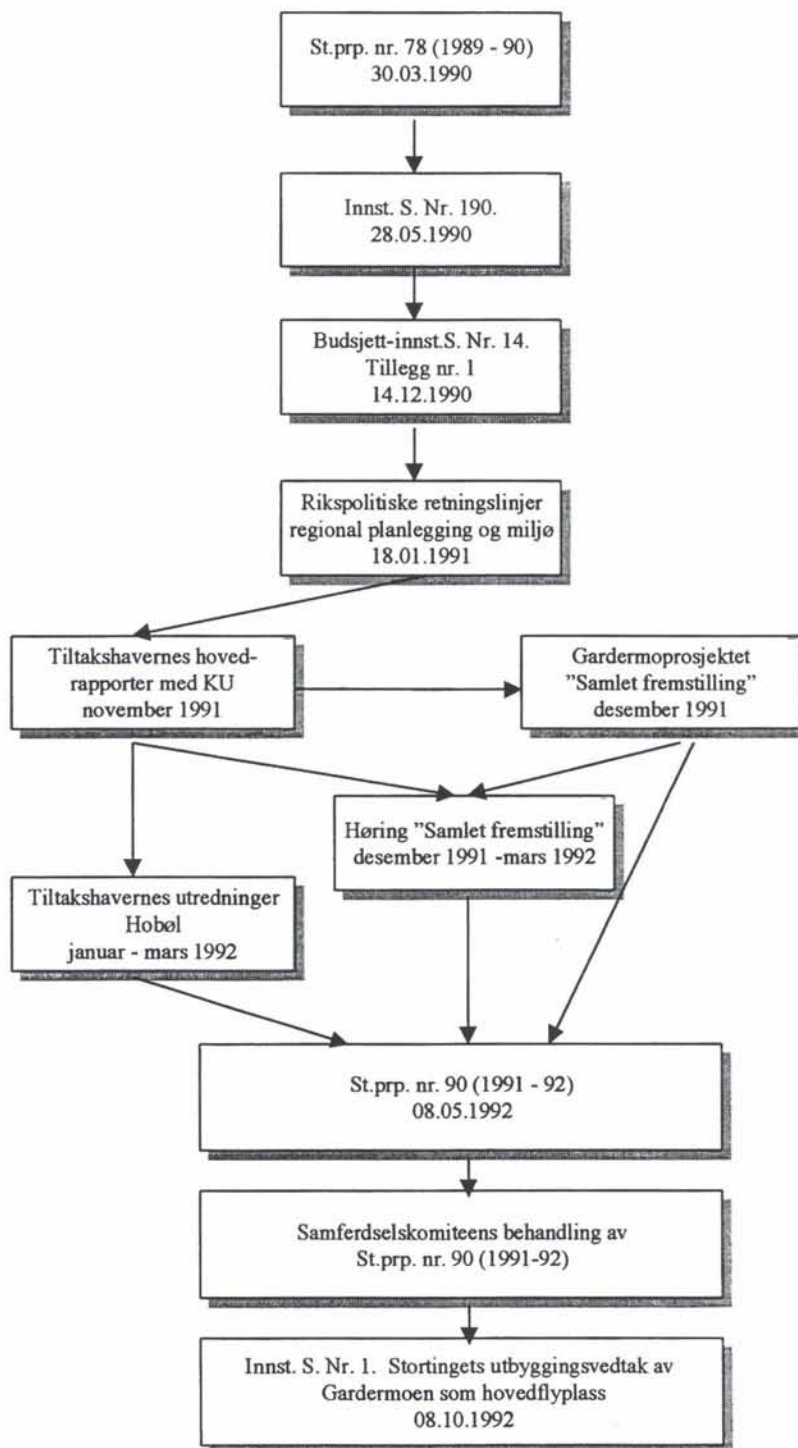 St.prp. nr. 78 (1989 - 90)
30.03.1990
Innst. S. Nr. 190.
28.05.1990
Budsjett-innst.S. Nr. 14.
Tillegg nr. 1
14.12.1990
Rikspolitiske retningslinjer
regional planlegging og miljø
18.01.1991
Tiltakshavernes hoved-
rapporter med KU
november 1991
Gardermoprosjektet
”Samlet fremstilling”
desember 1991
Høring ”Samlet fremstilling”
desember 1991 -mars 1992
Tiltakshavernes utredninger
Hobøl
januar - mars 1992
St.prp. nr. 90 (1991 - 92)
08.05.1992
Samferdselskomiteens behandling av
St.prp. nr. 90 (1991-92)
Innst. S. Nr. 1.  Stortingets utbyggingsvedtak av
Gardermoen som hovedflyplass
08.10.1992